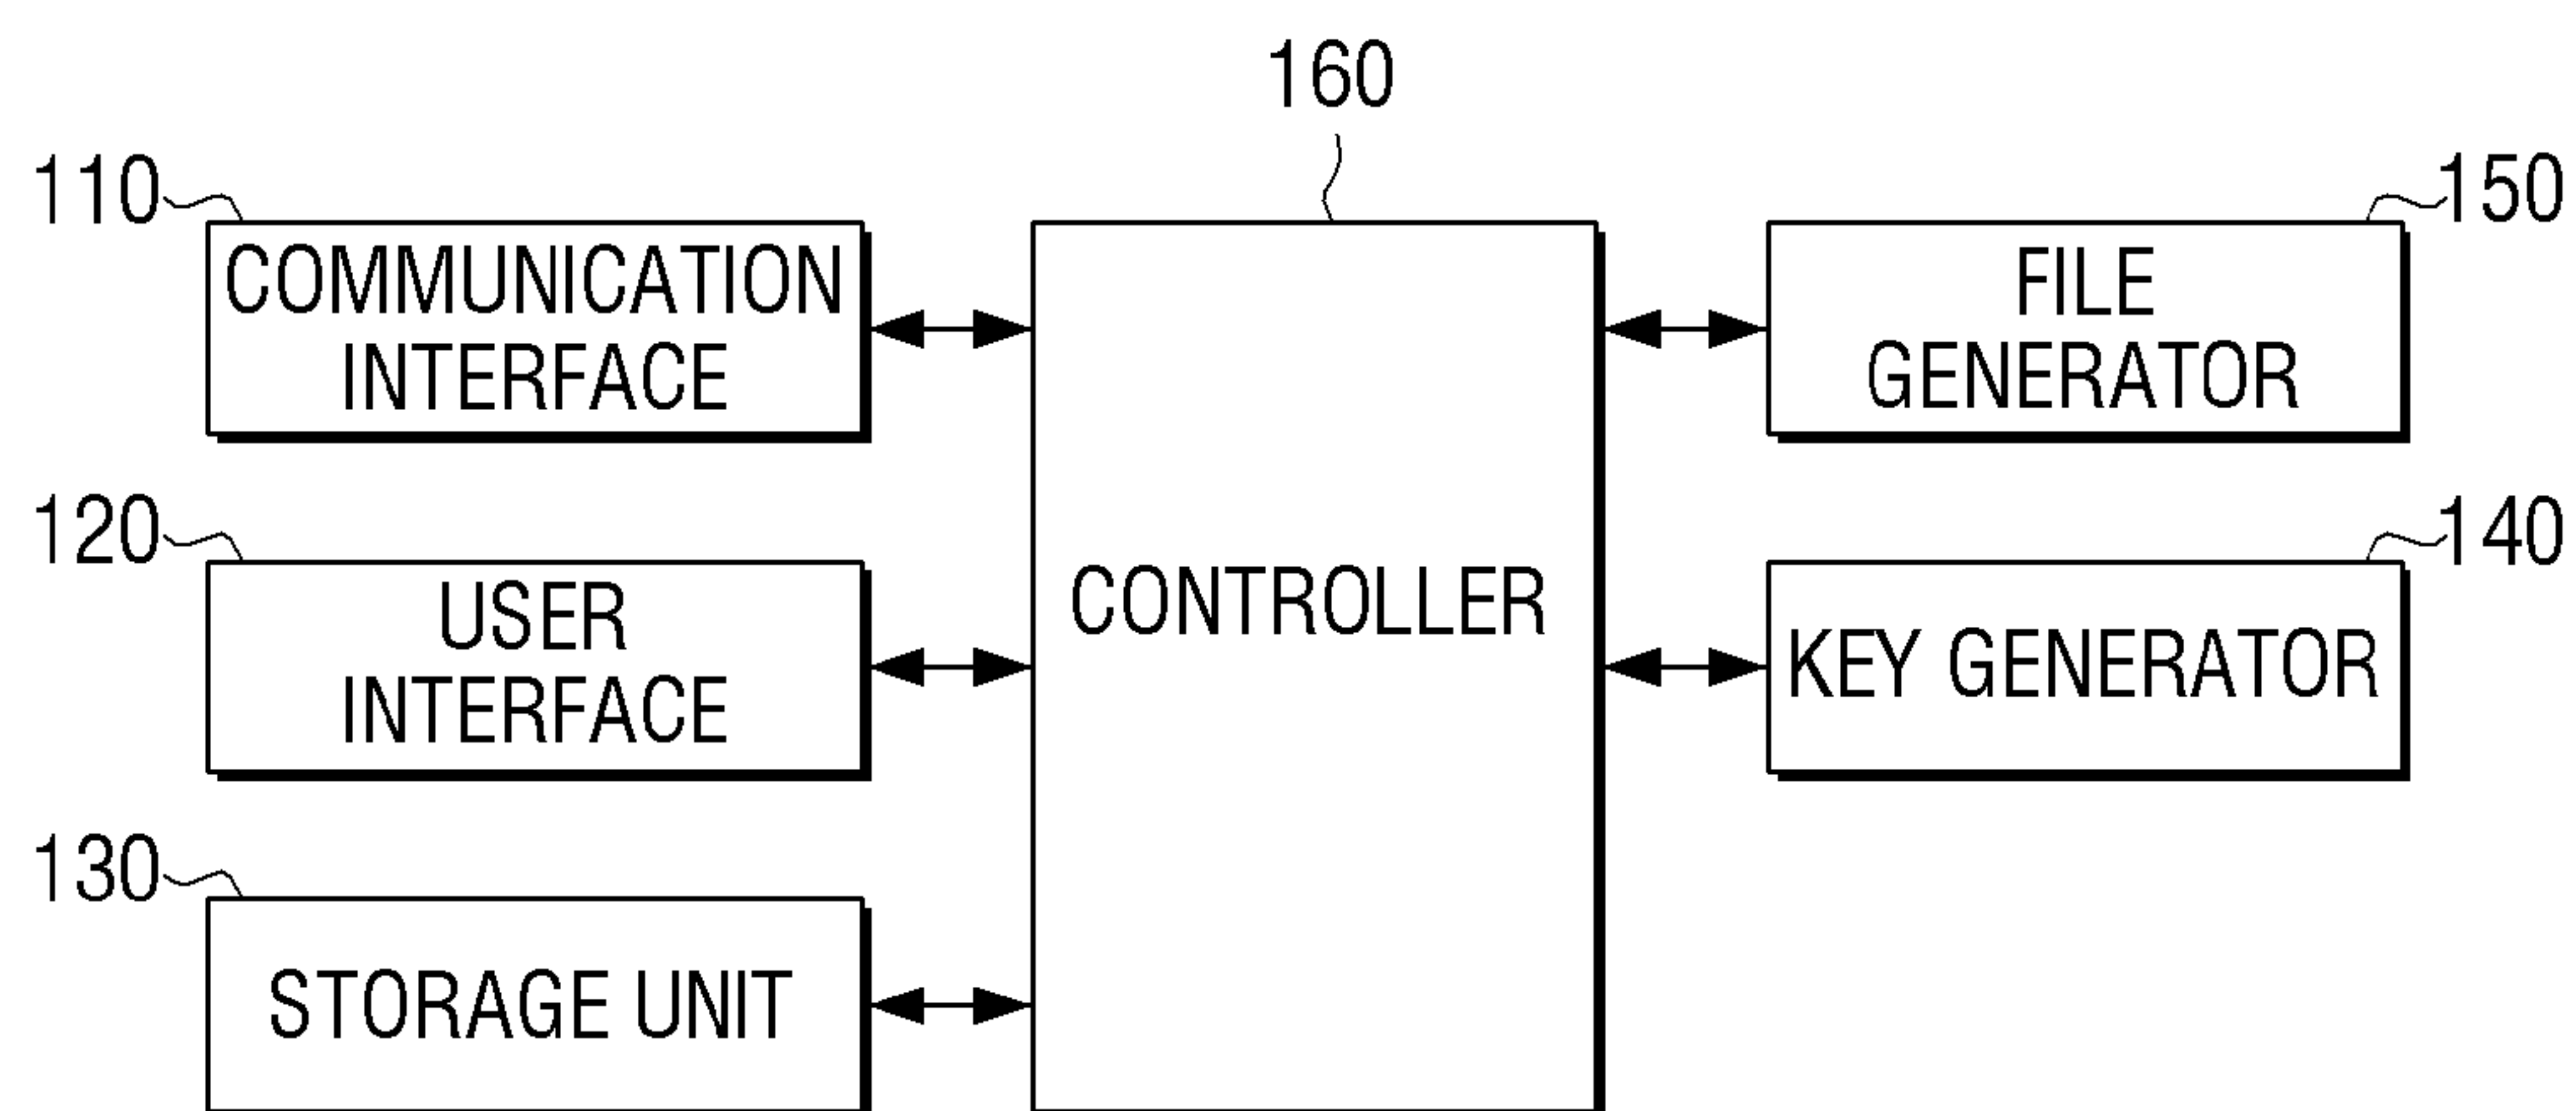 160
110
COMMUNICATION
INTERFACE
150
FILE
GENERATOR
120
USER
INTERFACE
CONTROLLER
140
KEY GENERATOR
130
STORAGE UNIT